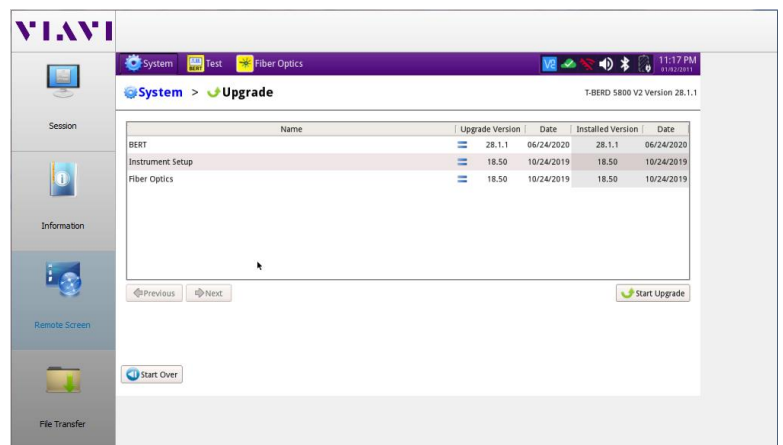 VIAVI
System Test Fiber Optics V2 11:17 PM
01/02/2011
System > Upgrade T-BERD 5800 V2 Version 28.1.1
Session
Name Upgrade Version Date Installed Version Date
BERT 28.1.1 06/24/2020 28.1.1 06/24/2020
Instrument Setup 18.50 10/24/2019 18.50 10/24/2019
Fiber Optics 18.50 10/24/2019 18.50 10/24/2019
Information
Previous Next Start Upgrade
Remote Screen
Start Over
File Transfer